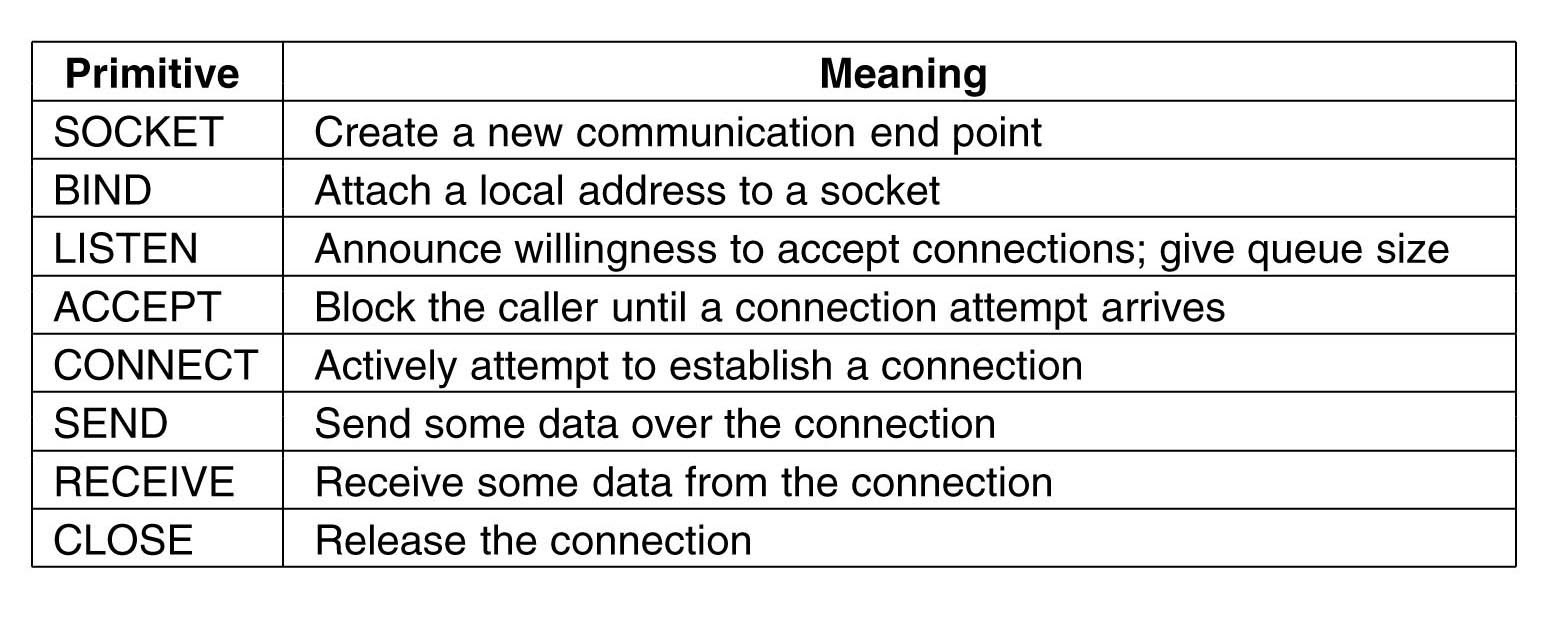 Primitive Meaning
SOCKET Create a new communication end point
BIND Attach a local address to a socket
LISTEN Announce willingness to accept connections; give queue size
ACCEPT Block the caller until a connection attempt arrives
CONNECT Actively attempt to establish a connection
SEND Send some data over the connection
RECEIVE Receive some data from the connection
CLOSE Release the connection